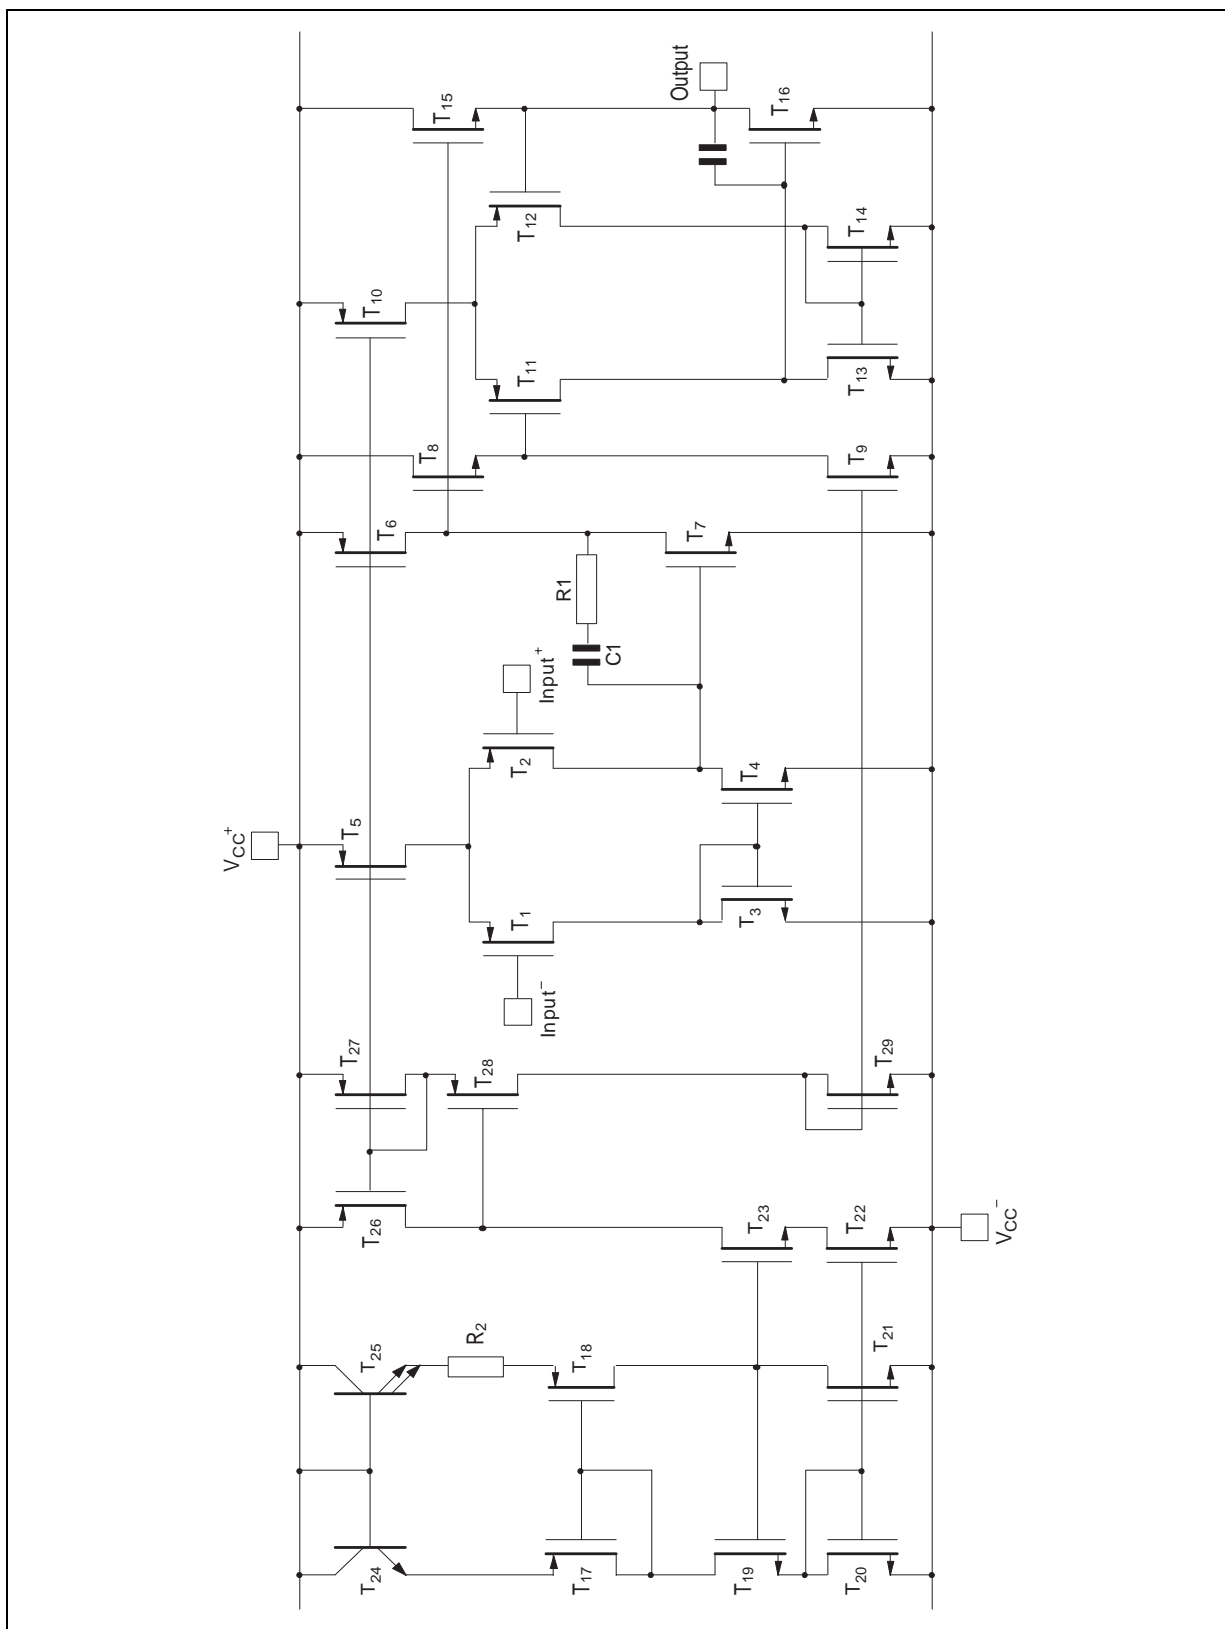 Output
T15
T16
T12
T14
T10
T11
T13
T8
T9
T6
T7
R1
C1
Input+
T2
T4
VCC+
T5
T1
T3
Input−
T27
T28
T29
T26
T23
T22
VCC−
T25
R2
T18
T21
T24
T17
T19
T20